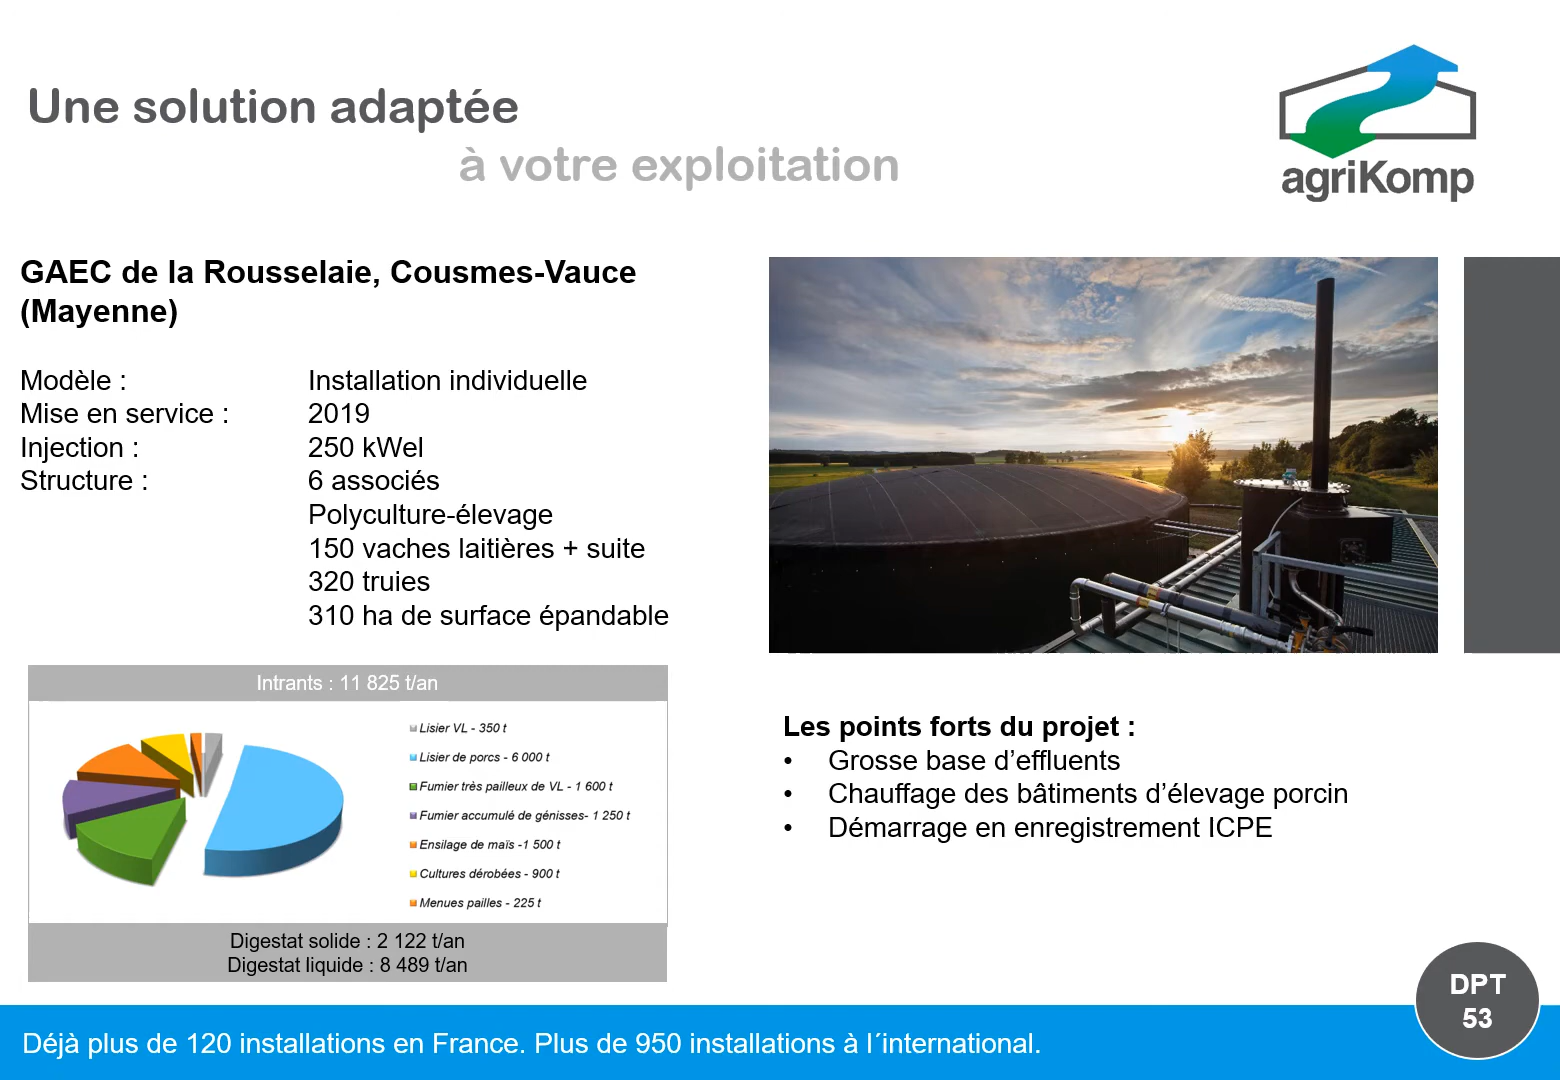 Une solution adaptée
à votre exploitation
agriKomp
GAEC de la Rousselaie, Cousmes-Vauce
(Mayenne)
Modèle : Installation individuelle
Mise en service : 2019
Injection : 250 kWel
Structure : 6 associés
Polyculture-élevage
150 vaches laitières + suite
320 truies
310 ha de surface épandable
Intrants : 11 825 t/an
Lisier VL - 350 t
Lisier de porcs - 6 000 t
Fumier très pailleux de VL - 1 600 t
Fumier accumulé de génisses- 1 250 t
Ensilage de maïs -1 500 t
Cultures dérobées - 900 t
Menues pailles - 225 t
Digestat solide : 2 122 t/an
Digestat liquide : 8 489 t/an
Les points forts du projet :
• Grosse base d’effluents
• Chauffage des bâtiments d’élevage porcin
• Démarrage en enregistrement ICPE
DPT
53
Déjà plus de 120 installations en France. Plus de 950 installations à l´international.